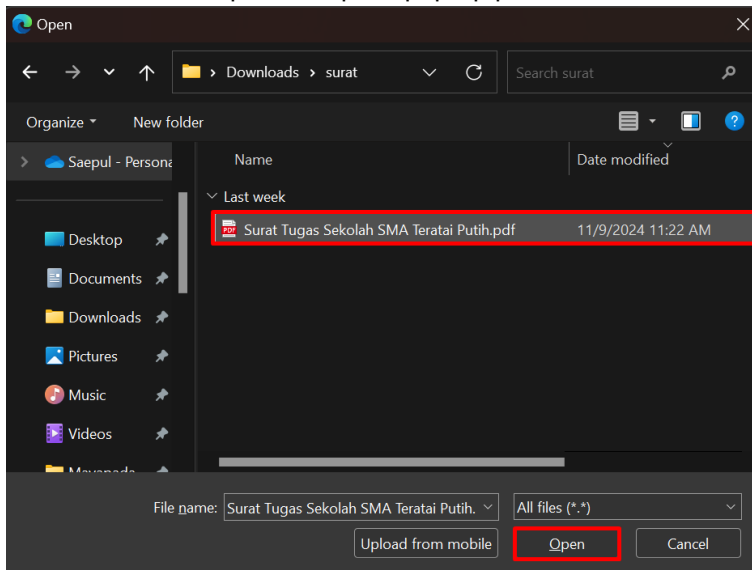 Open
Downloads > surat
Search surat
Organize
New folder
Saepul - Persona
Name
Date modified
Last week
PDF
Surat Tugas Sekolah SMA Teratai Putih.pdf
11/9/2024 11:22 AM
Desktop
Documents
Downloads
Pictures
Music
Videos
File name:
Surat Tugas Sekolah SMA Teratai Putih.
All files (*.*)
Upload from mobile
Open
Cancel